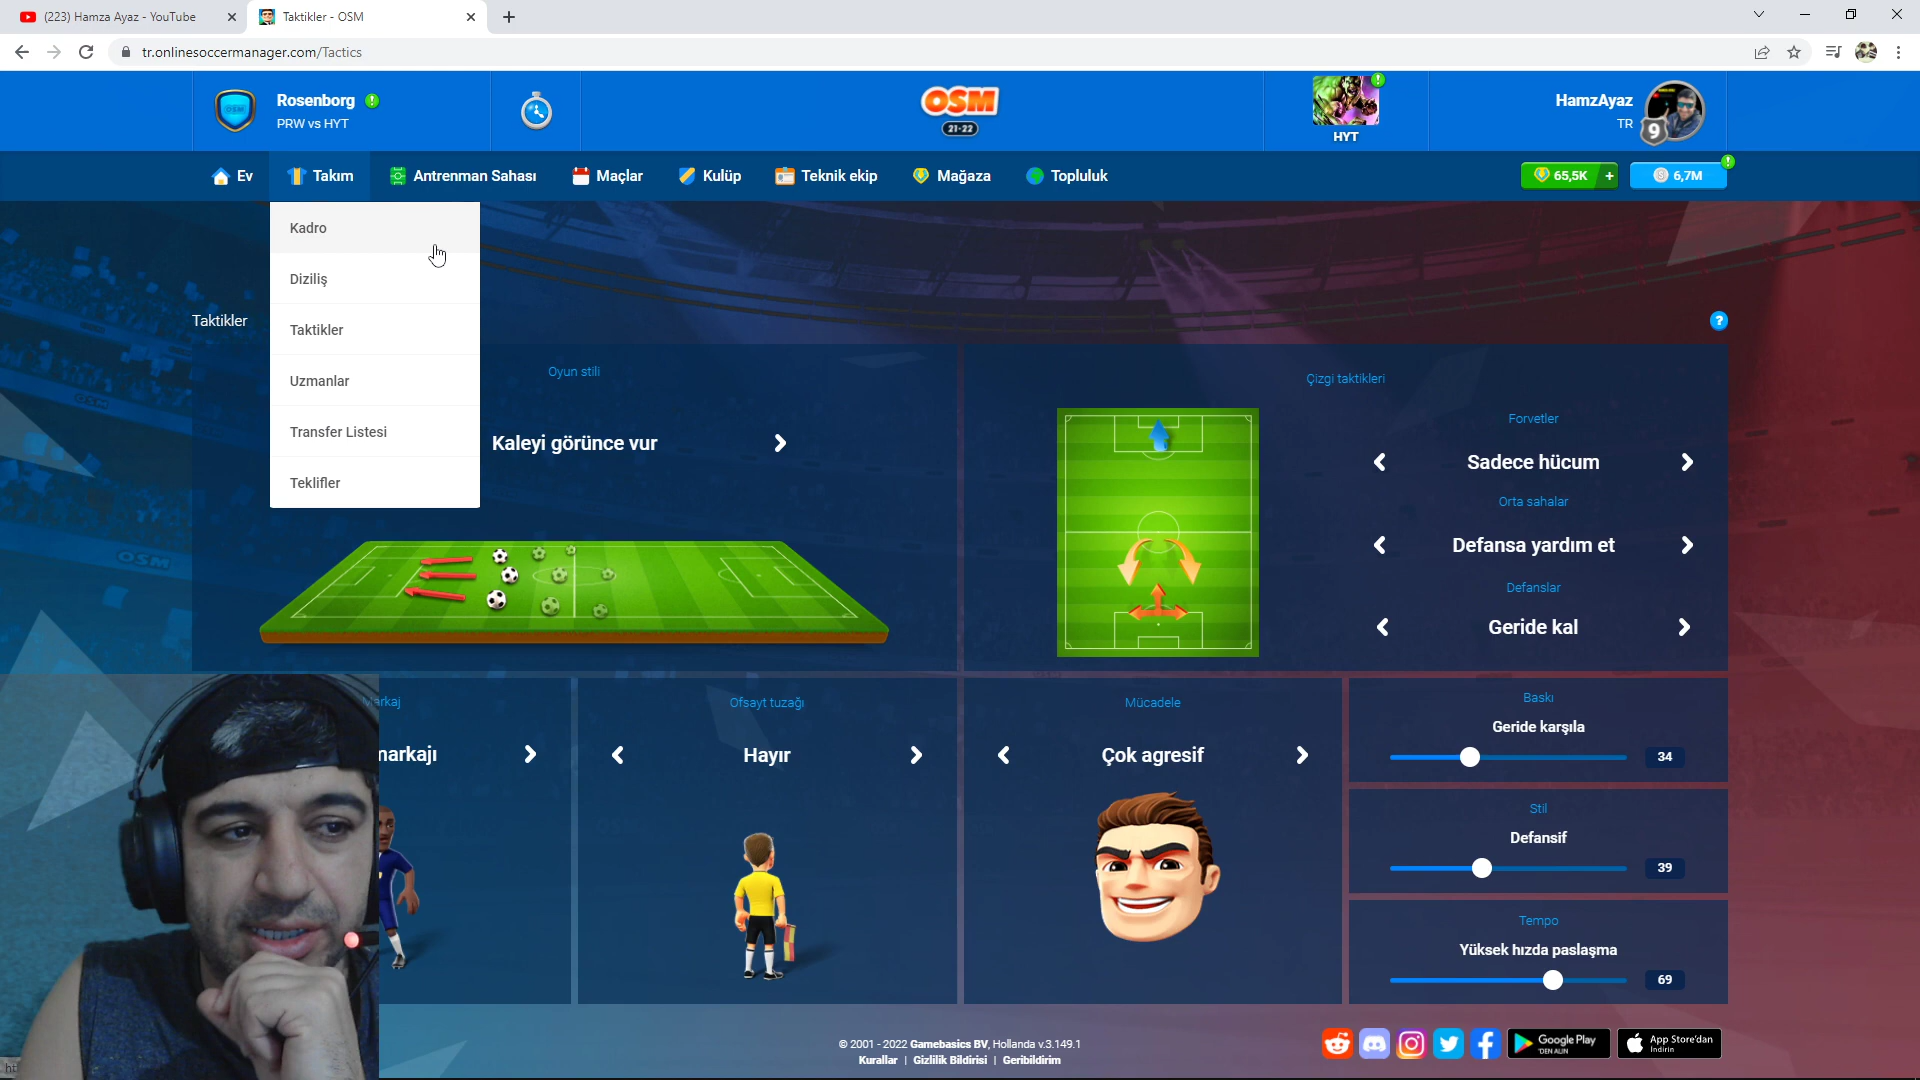 (223) Hamza Ayaz - YouTube
Taktikler - OSM
tr.onlinesoccermanager.com/Tactics
Rosenborg
PRW vs HYT
OSM
21-22
HYT
HamzAyaz
TR
9
Ev
Takım
Antrenman Sahası
Maçlar
Kulüp
Teknik ekip
Mağaza
Topluluk
65,5K +
6,7M
Kadro
Diziliş
Taktikler
Uzmanlar
Transfer Listesi
Teklifler
Taktikler
?
Oyun stili
Kaleyi görünce vur
Çizgi taktikleri
Forvetler
Sadece hücum
Orta sahalar
Defansa yardım et
Defanslar
Geride kal
Markaj
markajı
Ofsayt tuzağı
Hayır
Mücadele
Çok agresif
Baskı
Geride karşıla
34
Stil
Defansif
39
Tempo
Yüksek hızda paslaşma
69
© 2001 - 2022 Gamebasics BV, Hollanda v.3.149.1
Kurallar | Gizlilik Bildirisi | Geribildirim
Google Play
'DEN ALIN
App Store'dan
İndirin